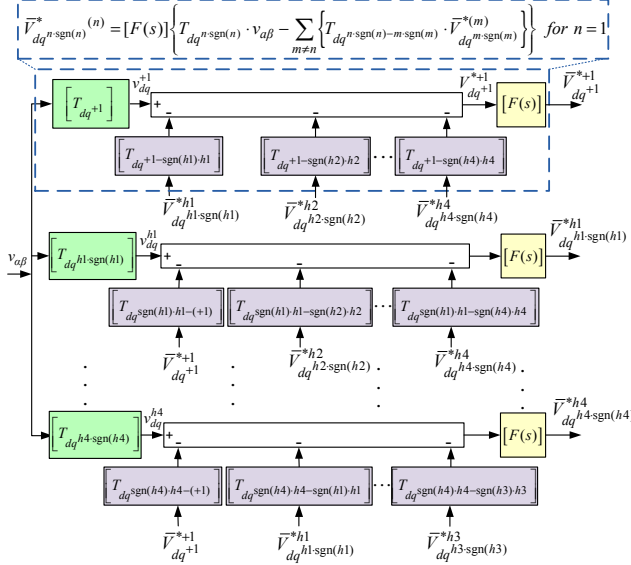 V̅*_{dq^{n·sgn(n)}}^{(n)} = [F(s)]{T_{dq^{n·sgn(n)}} · v_{αβ} − ∑_{m≠n} {T_{dq^{n·sgn(n)−m·sgn(m)}} · V̅_{dq^{m·sgn(m)}}^{*(m)}}} for n = 1
[T_{dq^{+1}}] v_{dq}^{+1} + - - - V_{dq^{+1}}^{*+1} [F(s)] V̅_{dq^{+1}}^{*+1}
[T_{dq^{+1−sgn(h1)·h1}}] [T_{dq^{+1−sgn(h2)·h2}}] ··· [T_{dq^{+1−sgn(h4)·h4}}]
V̅_{dq^{h1·sgn(h1)}}^{*h1} V̅_{dq^{h2·sgn(h2)}}^{*h2} V̅_{dq^{h4·sgn(h4)}}^{*h4}
v_{αβ} [T_{dq^{h1·sgn(h1)}}] v_{dq}^{h1} + - - - [F(s)] V̅_{dq^{h1·sgn(h1)}}^{*h1}
[T_{dq^{sgn(h1)·h1−(+1)}}] [T_{dq^{sgn(h1)·h1−sgn(h2)·h2}}] ··· [T_{dq^{sgn(h1)·h1−sgn(h4)·h4}}]
V̅_{dq^{+1}}^{*+1} V̅_{dq^{h2·sgn(h2)}}^{*h2} V̅_{dq^{h4·sgn(h4)}}^{*h4}
[T_{dq^{h4·sgn(h4)}}] v_{dq}^{h4} + - - - [F(s)] V̅_{dq^{h4·sgn(h4)}}^{*h4}
[T_{dq^{sgn(h4)·h4−(+1)}}] [T_{dq^{sgn(h4)·h4−sgn(h1)·h1}}] ··· [T_{dq^{sgn(h4)·h4−sgn(h3)·h3}}]
V̅_{dq^{+1}}^{*+1} V̅_{dq^{h1·sgn(h1)}}^{*h1} V̅_{dq^{h3·sgn(h3)}}^{*h3}